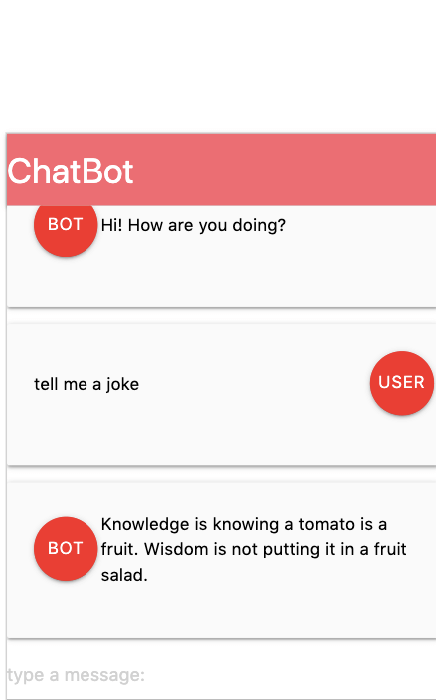 ChatBot
BOT
Hi! How are you doing?
tell me a joke
USER
BOT
Knowledge is knowing a tomato is a
fruit. Wisdom is not putting it in a fruit
salad.
type a message: